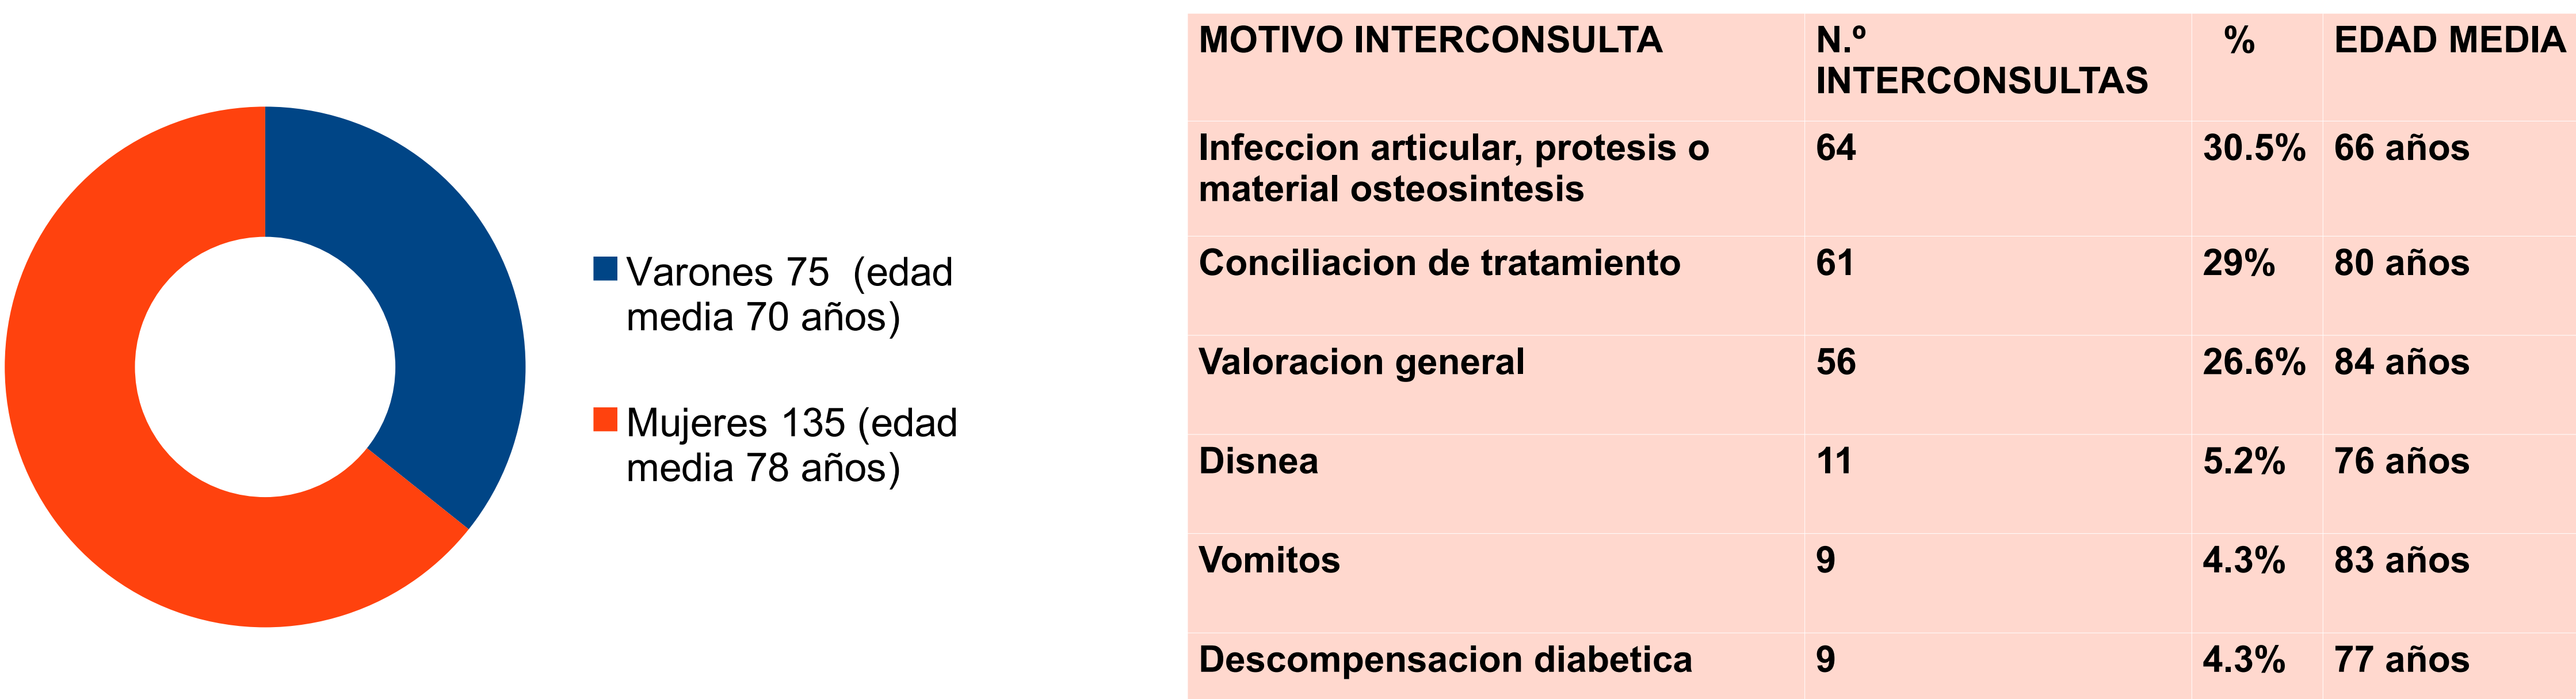 Varones 75  (edad
media 70 años)
Mujeres 135 (edad
media 78 años)
MOTIVO INTERCONSULTA N.º % EDAD MEDIA
INTERCONSULTAS
Infeccion articular, protesis o 64 30.5% 66 años
material osteosintesis
Conciliacion de tratamiento 61 29% 80 años
Valoracion general 56 26.6% 84 años
Disnea 11 5.2% 76 años
Vomitos 9 4.3% 83 años
Descompensacion diabetica 9 4.3% 77 años